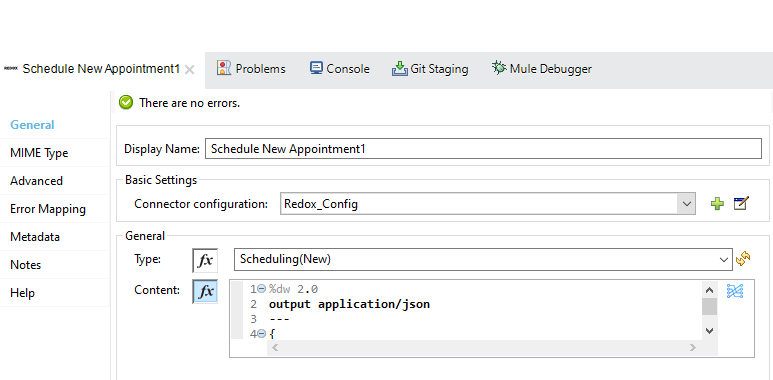 Schedule New Appointment1
Problems
Console
Git Staging
Mule Debugger
There are no errors.
General
MIME Type
Advanced
Error Mapping
Metadata
Notes
Help
Display Name: Schedule New Appointment1
Basic Settings
Connector configuration: Redox_Config
General
Type: fx Scheduling(New)
Content: fx
1 %dw 2.0
2 output application/json
3 ---
4 {